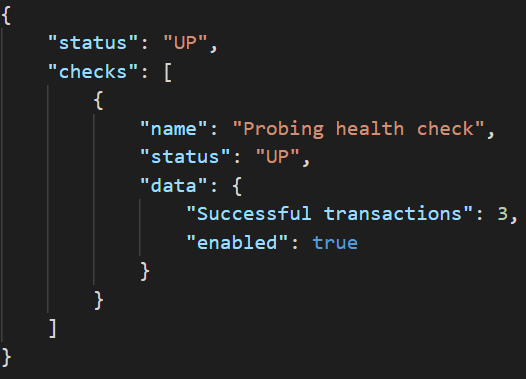 {
    "status": "UP",
    "checks": [
        {
            "name": "Probing health check",
            "status": "UP",
            "data": {
                "Successful transactions": 3,
                "enabled": true
            }
        }
    ]
}